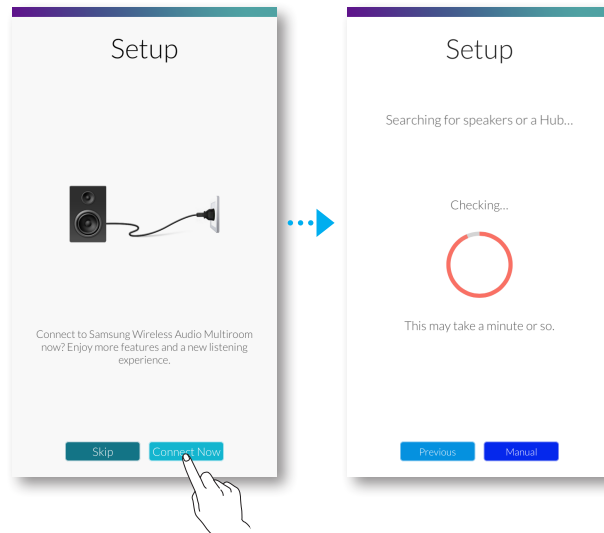 Setup
Connect to Samsung Wireless Audio Multiroom
now? Enjoy more features and a new listening
experience.
Skip
Connect Now
Setup
Searching for speakers or a Hub...
Checking...
This may take a minute or so.
Previous
Manual